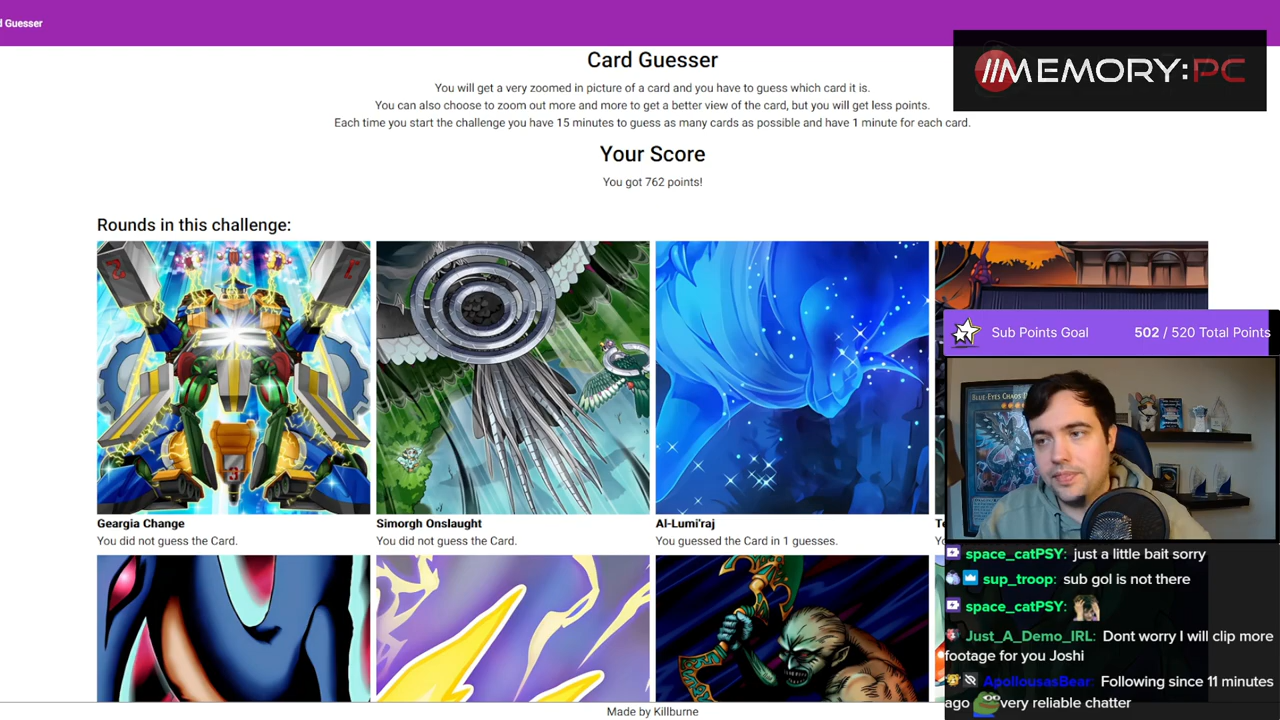 d Guesser
Card Guesser
You will get a very zoomed in picture of a card and you have to guess which card it is.
You can also choose to zoom out more and more to get a better view of the card, but you will get less points.
Each time you start the challenge you have 15 minutes to guess as many cards as possible and have 1 minute for each card.
//MEMORY:PC
Your Score
You got 762 points!
Rounds in this challenge:
Sub Points Goal 502 / 520 Total Points
BLUE-EYES CHAOS
Geargia Change
You did not guess the Card.
Simorgh Onslaught
You did not guess the Card.
Al-Lumi'raj
You guessed the Card in 1 guesses.
space_catPSY: just a little bait sorry
sup_troop: sub gol is not there
space_catPSY:
Just_A_Demo_IRL: Dont worry I will clip more
footage for you Joshi
ApollousasBear: Following since 11 minutes
ago very reliable chatter
Made by Killburne